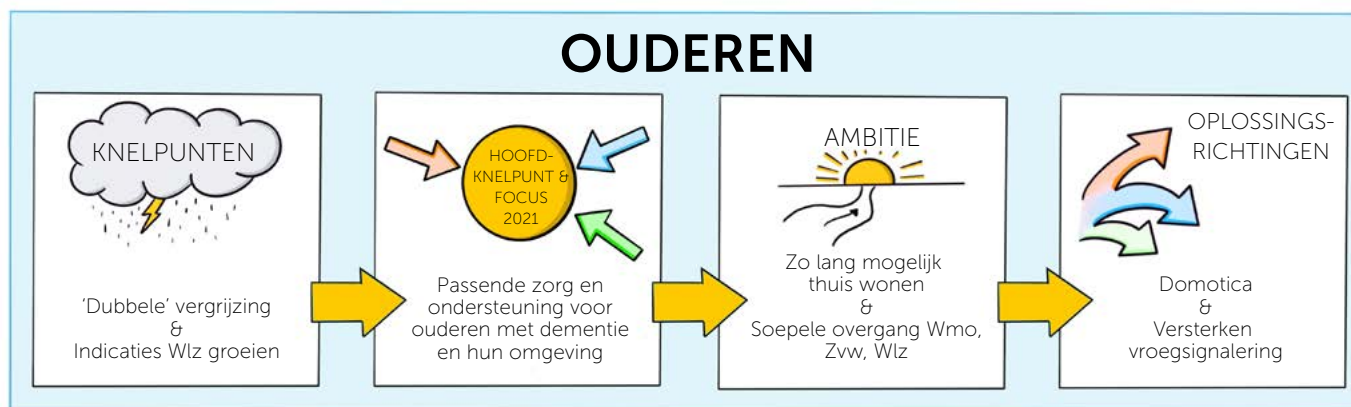 OUDEREN
KNELPUNTEN
'Dubbele' vergrijzing
&
Indicaties Wlz groeien
HOOFD-
KNELPUNT &
FOCUS
2021
Passende zorg en
ondersteuning voor
ouderen met dementie
en hun omgeving
AMBITIE
Zo lang mogelijk
thuis wonen
&
Soepele overgang Wmo,
Zvw, Wlz
OPLOSSINGS-
RICHTINGEN
Domotica
&
Versterken
vroegsignalering